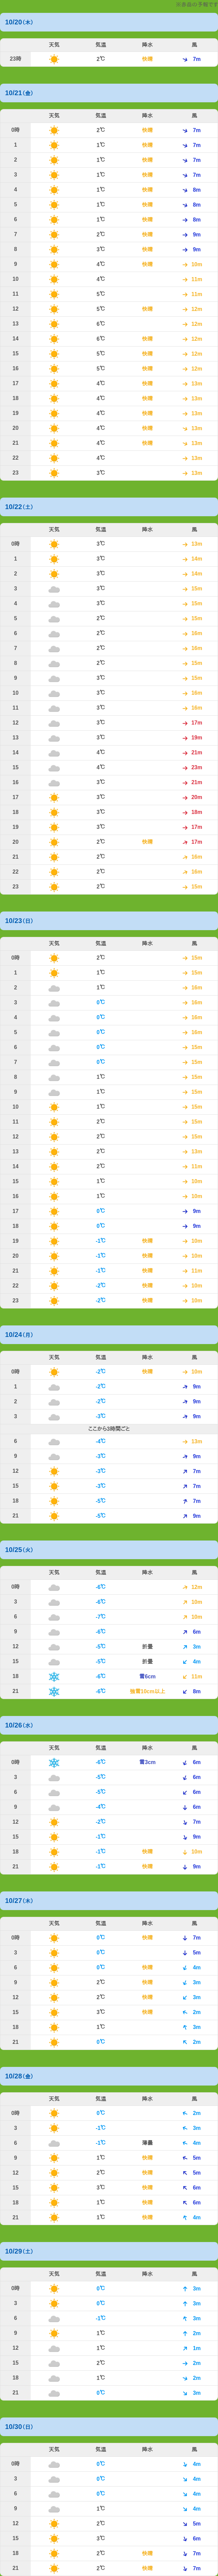 10/20(木)
天気 気温 降水 風
23時 2℃ 快晴 7m
10/21(金)
天気 気温 降水 風
0時 2℃ 快晴 7m
1 1℃ 快晴 7m
2 1℃ 快晴 7m
3 1℃ 快晴 7m
4 1℃ 快晴 8m
5 1℃ 快晴 8m
6 1℃ 快晴 8m
7 2℃ 快晴 9m
8 3℃ 快晴 9m
9 4℃ 快晴 10m
10 4℃ 11m
11 5℃ 11m
12 5℃ 快晴 12m
13 6℃ 12m
14 6℃ 快晴 12m
15 5℃ 快晴 12m
16 5℃ 快晴 12m
17 4℃ 快晴 13m
18 4℃ 快晴 13m
19 4℃ 快晴 13m
20 4℃ 快晴 13m
21 4℃ 快晴 13m
22 4℃ 13m
23 3℃ 12m
10/22(土)
天気 気温 降水 風
0時 3℃ 13m
1 3℃ 14m
2 3℃ 14m
3 3℃ 15m
4 3℃ 15m
5 2℃ 15m
6 2℃ 16m
7 2℃ 16m
8 2℃ 15m
9 3℃ 15m
10 3℃ 16m
11 3℃ 16m
12 3℃ 17m
13 3℃ 19m
14 4℃ 21m
15 4℃ 23m
16 3℃ 21m
17 3℃ 20m
18 3℃ 18m
19 3℃ 17m
20 2℃ 快晴 17m
21 2℃ 16m
22 2℃ 16m
23 2℃ 15m
10/23(日)
天気 気温 降水 風
0時 2℃ 15m
1 1℃ 15m
2 1℃ 16m
3 0℃ 16m
4 0℃ 16m
5 0℃ 16m
6 0℃ 15m
7 0℃ 15m
8 1℃ 15m
9 1℃ 15m
10 1℃ 15m
11 2℃ 15m
12 2℃ 15m
13 2℃ 13m
14 2℃ 11m
15 1℃ 10m
16 1℃ 10m
17 0℃ 9m
18 0℃ 9m
19 -1℃ 快晴 10m
20 -1℃ 快晴 10m
21 -1℃ 快晴 11m
22 -2℃ 快晴 10m
23 -2℃ 快晴 10m
10/24(月)
天気 気温 降水 風
0時 -2℃ 快晴 10m
1 -2℃ 9m
2 -2℃ 9m
3 -3℃ 9m
ここから3時間ごと
6 -4℃ 13m
9 -3℃ 9m
12 -3℃ 7m
15 -3℃ 7m
18 -5℃ 7m
21 -5℃ 9m
10/25(火)
天気 気温 降水 風
0時 -6℃ 12m
3 -6℃ 10m
6 -7℃ 10m
9 -6℃ 6m
12 -5℃ 折曇 3m
15 -5℃ 折曇 4m
18 -6℃ 雪6cm 11m
21 -6℃ 強雪10cm以上 8m
10/26(水)
天気 気温 降水 風
0時 -6℃ 雪3cm 6m
3 -5℃ 6m
6 -5℃ 6m
9 -4℃ 6m
12 -2℃ 7m
15 -1℃ 9m
18 -1℃ 快晴 10m
21 -1℃ 快晴 9m
10/27(木)
天気 気温 降水 風
0時 0℃ 快晴 7m
3 0℃ 5m
6 0℃ 快晴 4m
9 2℃ 快晴 3m
12 2℃ 快晴 3m
15 3℃ 快晴 2m
18 1℃ 3m
21 0℃ 2m
10/28(金)
天気 気温 降水 風
0時 0℃ 2m
3 -1℃ 3m
6 -1℃ 薄曇 4m
9 1℃ 快晴 5m
12 2℃ 快晴 5m
15 3℃ 快晴 6m
18 1℃ 快晴 6m
21 1℃ 快晴 4m
10/29(土)
天気 気温 降水 風
0時 0℃ 3m
3 0℃ 3m
6 -1℃ 3m
9 1℃ 2m
12 1℃ 1m
15 2℃ 2m
18 1℃ 2m
21 0℃ 3m
10/30(日)
天気 気温 降水 風
0時 0℃ 4m
3 0℃ 4m
6 0℃ 4m
9 1℃ 4m
12 2℃ 5m
15 3℃ 6m
18 2℃ 快晴 7m
21 2℃ 快晴 7m